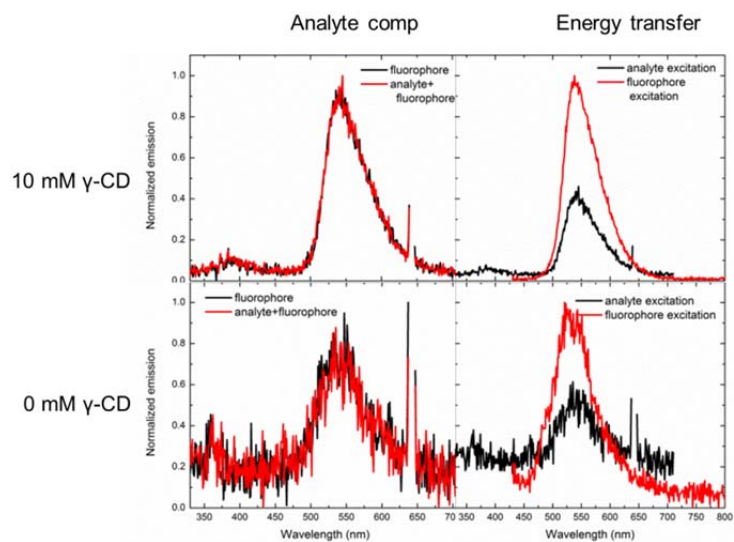 Analyte comp
Energy transfer
10 mM γ-CD
Normalized emission
1.0
0.8
0.6
0.4
0.2
0.0
fluorophore
analyte+
fluorophore
analyte excitation
fluorophore
excitation
0 mM γ-CD
Normalized emission
1.0
0.8
0.6
0.4
0.2
0.0
fluorophore
analyte+fluorophore
analyte excitation
fluorophore excitation
350 400 450 500 550 600 650 70
350 400 450 500 550 600 650 700 750 800
Wavelength (nm)
Wavelength (nm)